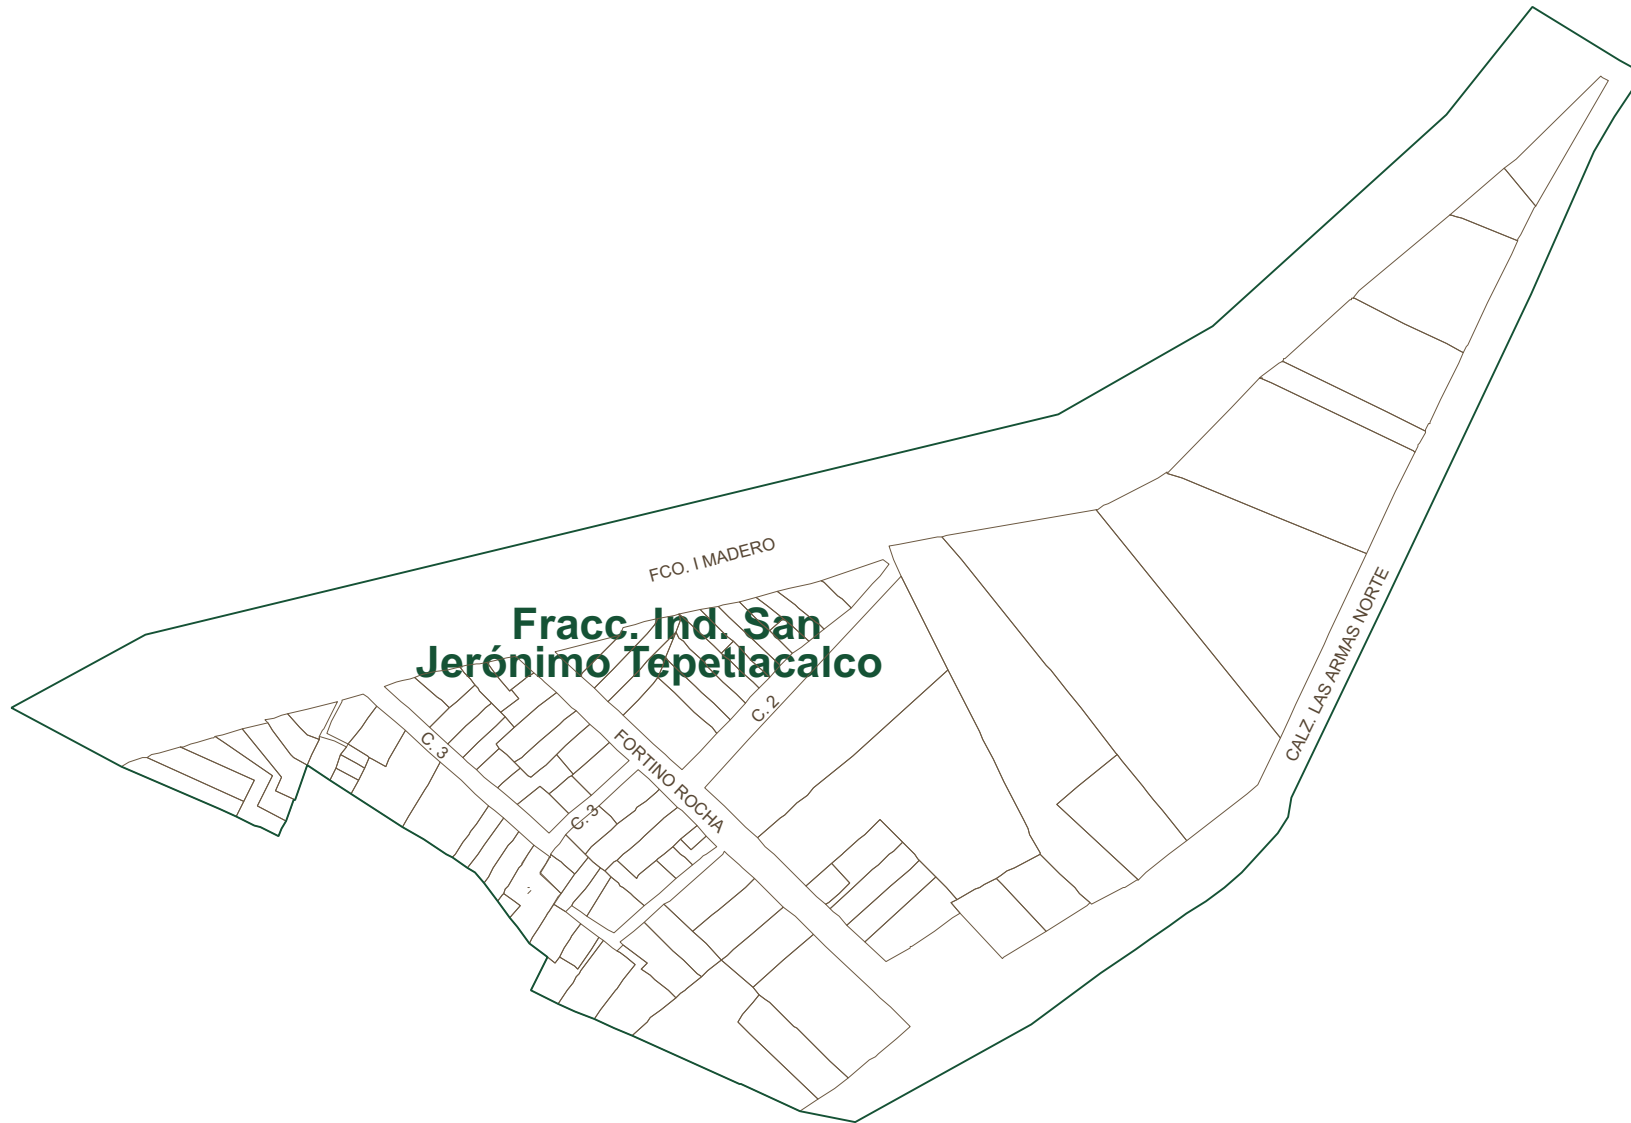 FCO. I MADERO
Fracc. Ind. San
Jerónimo Tepetlacalco
C. 2
C. 3
FORTINO ROCHA
C. 3
CALZ. LAS ARMAS NORTE